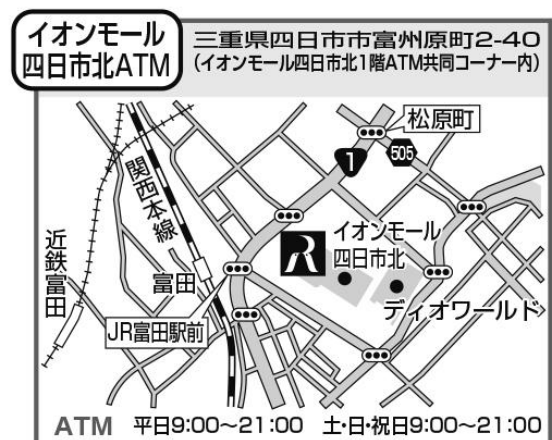 イオンモール
四日市北ATM
三重県四日市市富州原町2-40
(イオンモール四日市北1階ATM共同コーナー内)
松原町
1
505
関西本線
イオンモール
四日市北
近鉄富田
富田
R
ディオワールド
JR富田駅前
ATM 平日9:00〜21:00 土・日・祝日9:00〜21:00